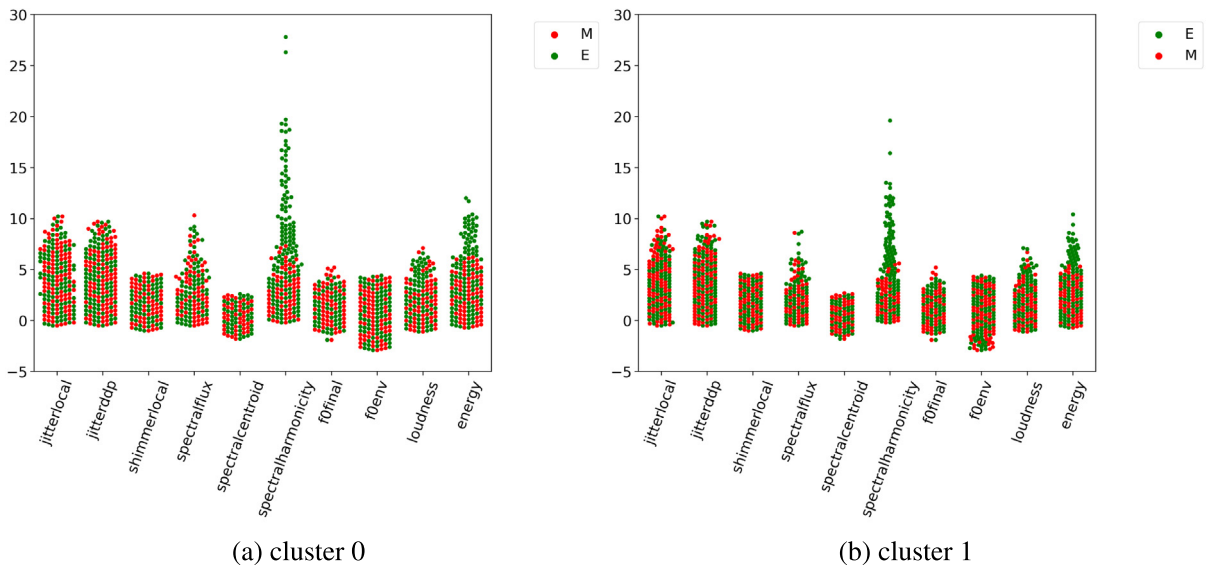 30
25
20
15
10
5
0
−5
jitterlocal
jitterddp
shimmerlocal
spectralflux
spectralcentroid
spectralharmonicity
f0final
f0env
loudness
energy
M
E
(a) cluster 0
30
25
20
15
10
5
0
−5
jitterlocal
jitterddp
shimmerlocal
spectralflux
spectralcentroid
spectralharmonicity
f0final
f0env
loudness
energy
E
M
(b) cluster 1